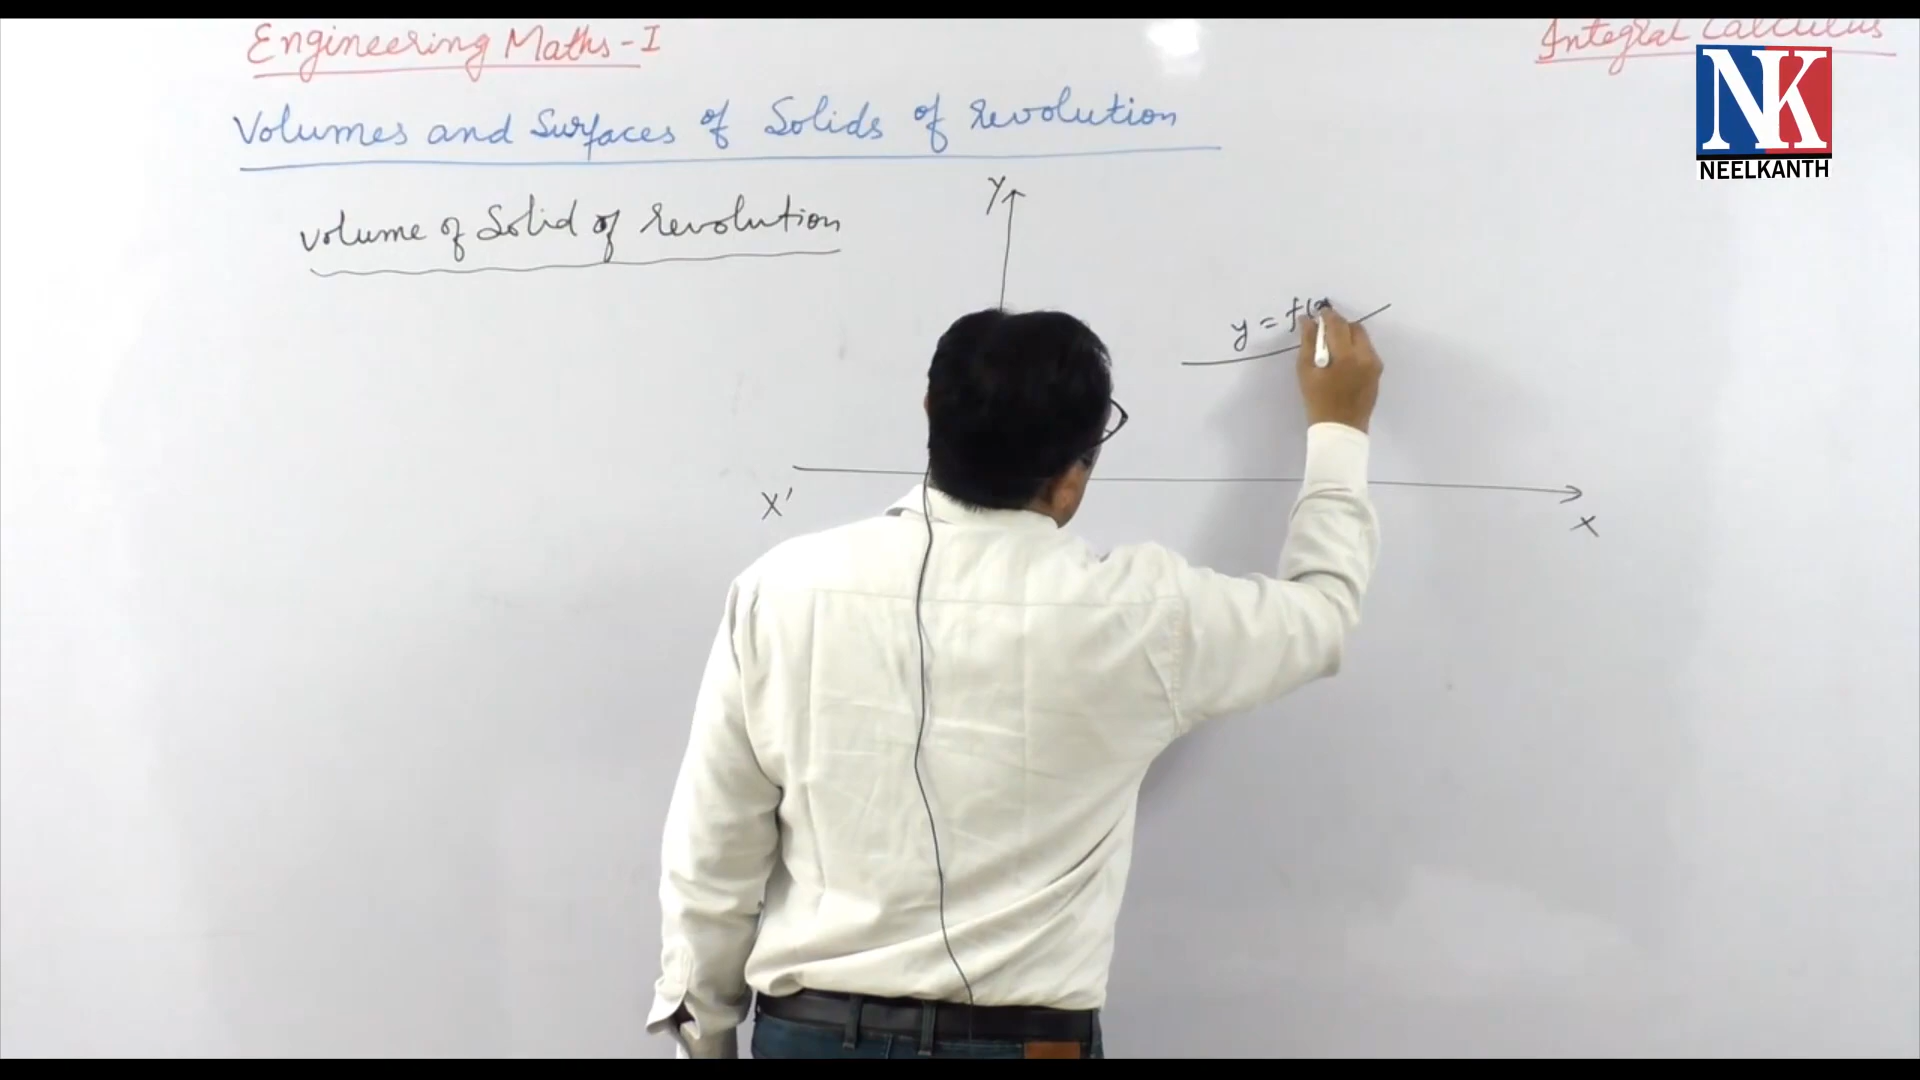 Engineering Maths-I
Integral Calculus
NK
NEELKANTH
Volumes and Surfaces of Solids of revolution
Volume of Solid of revolution
Y
y = f(x
X'
X